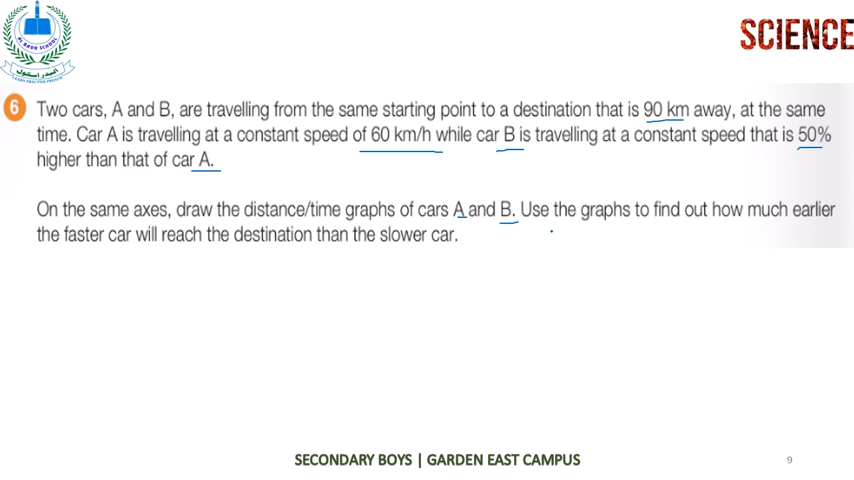 AL BADR SCHOOL
SCIENCE
6 Two cars, A and B, are travelling from the same starting point to a destination that is 90 km away, at the same
time. Car A is travelling at a constant speed of 60 km/h while car B is travelling at a constant speed that is 50%
higher than that of car A.
On the same axes, draw the distance/time graphs of cars A and B. Use the graphs to find out how much earlier
the faster car will reach the destination than the slower car.
SECONDARY BOYS | GARDEN EAST CAMPUS
9